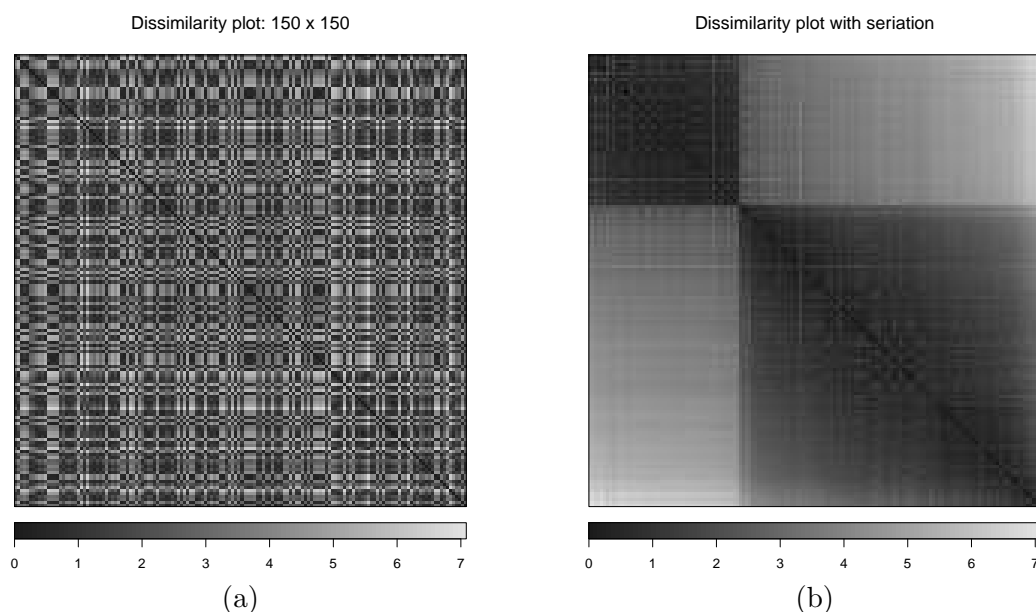 Dissimilarity plot: 150 x 150
Dissimilarity plot with seriation
0 1 2 3 4 5 6 7
0 1 2 3 4 5 6 7
(a)
(b)